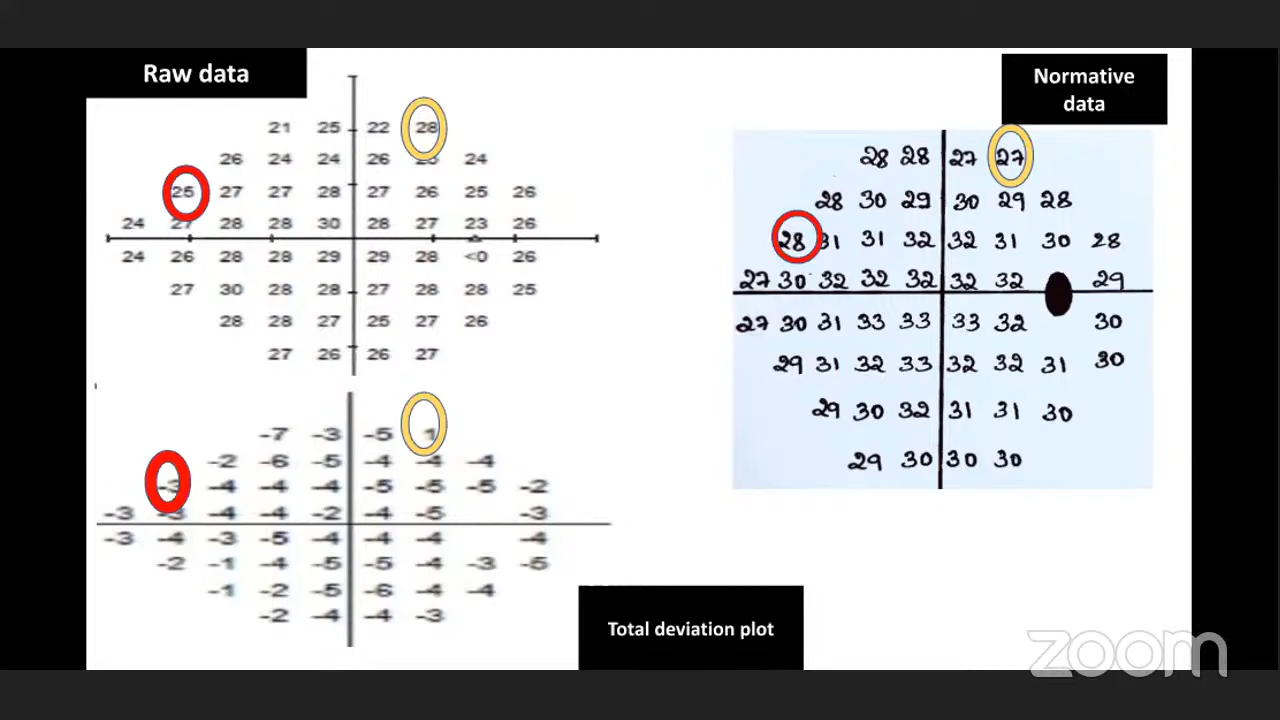 Raw data
21 25 22 28
26 24 24 26 24
25 27 27 28 27 26 25 26
24 27 28 28 30 28 27 23 26
24 26 28 28 29 29 28 <0 26
27 30 28 28 27 28 28 25
28 28 27 25 27 26
27 26 26 27
Normative
data
28 28 27 27
28 30 29 30 29 28
28 31 31 32 32 31 30 28
27 30 32 32 32 32 32 29
27 30 31 33 33 33 32 30
29 31 32 33 32 32 31 30
29 30 32 31 31 30
29 30 30 30
-7 -3 -5 1
-2 -6 -5 -4 -4 -4
-3 -4 -4 -4 -5 -5 -5 -2
-3 -3 -4 -4 -2 -4 -5 -3
-3 -4 -3 -5 -4 -4 -4 -4
-2 -1 -4 -5 -5 -4 -3 -5
-1 -2 -5 -6 -4 -4
-2 -4 -4 -3
Total deviation plot
zoom